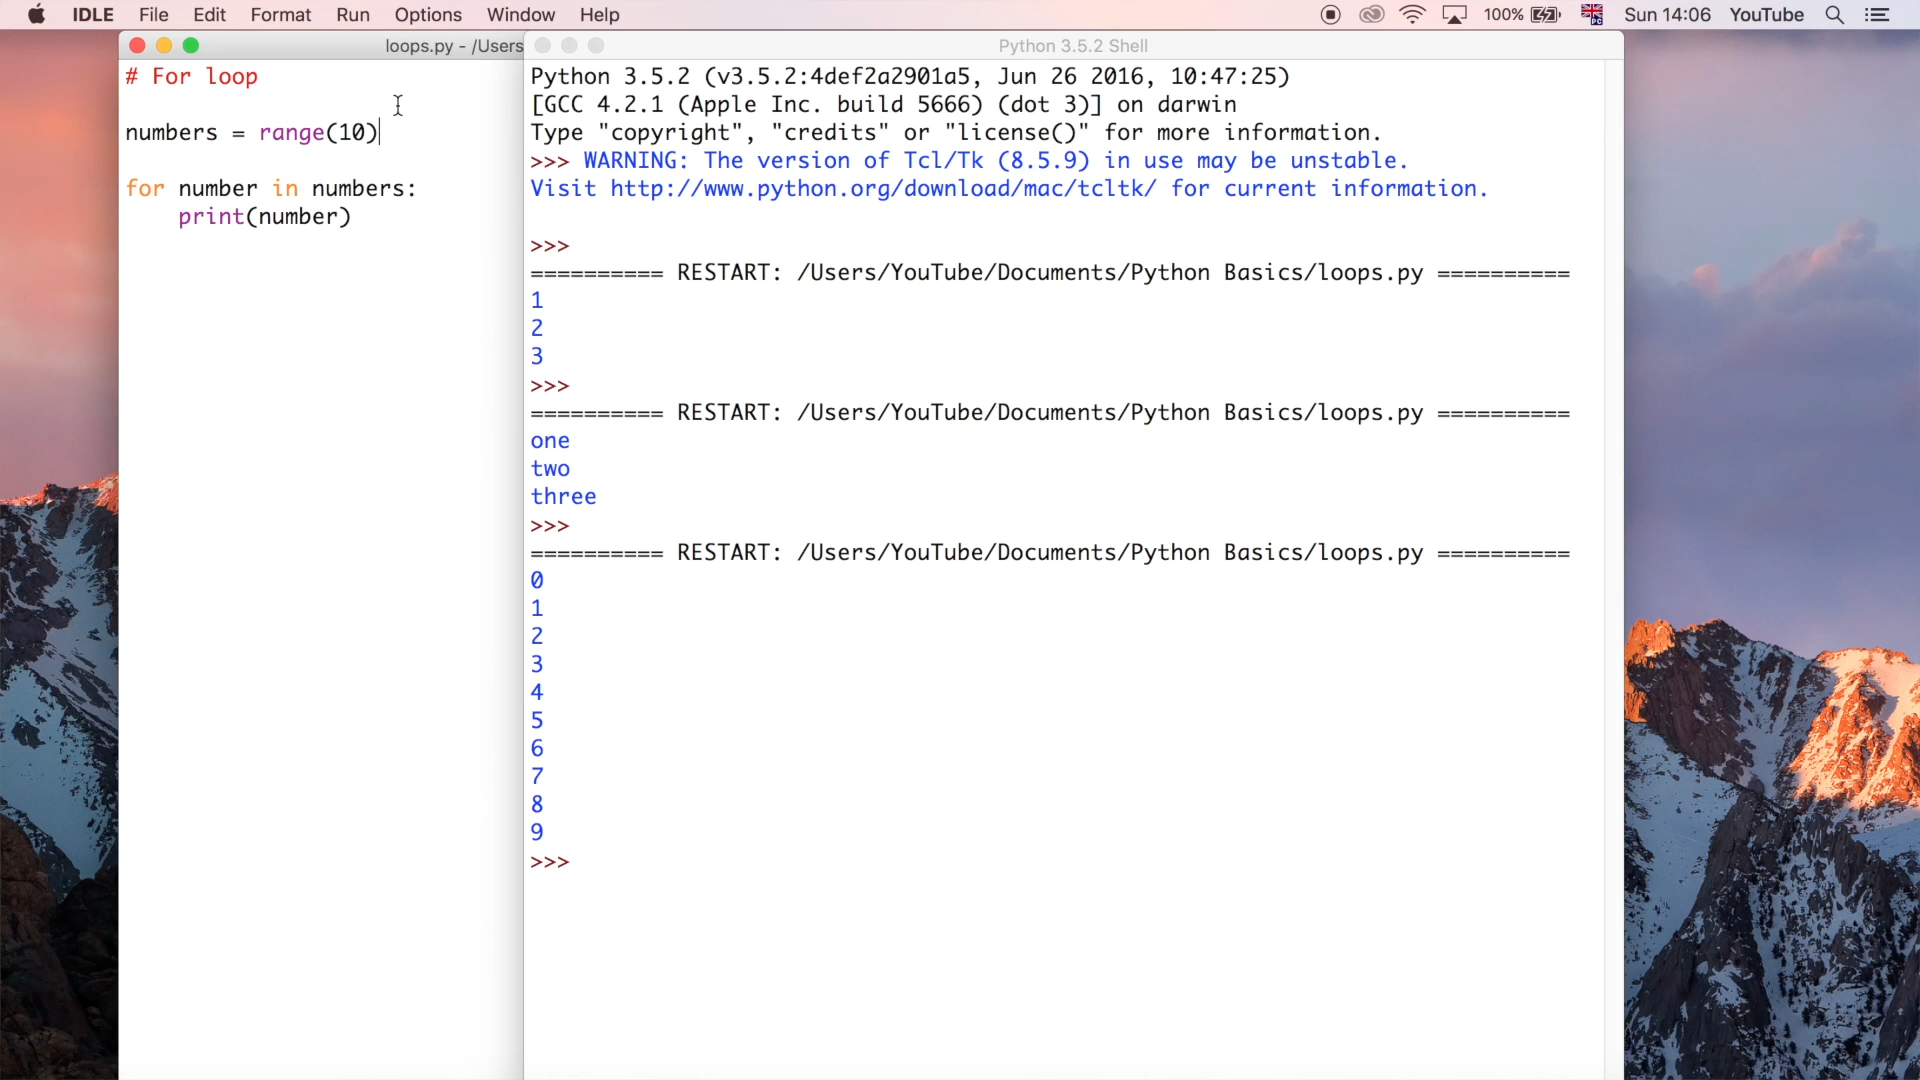 IDLE File Edit Format Run Options Window Help 100% Sun 14:06 YouTube
loops.py - /Users
# For loop
numbers = range(10)
for number in numbers:
    print(number)
Python 3.5.2 Shell
Python 3.5.2 (v3.5.2:4def2a2901a5, Jun 26 2016, 10:47:25)
[GCC 4.2.1 (Apple Inc. build 5666) (dot 3)] on darwin
Type "copyright", "credits" or "license()" for more information.
>>> WARNING: The version of Tcl/Tk (8.5.9) in use may be unstable.
Visit http://www.python.org/download/mac/tcltk/ for current information.
>>>
========== RESTART: /Users/YouTube/Documents/Python Basics/loops.py ==========
1
2
3
>>>
========== RESTART: /Users/YouTube/Documents/Python Basics/loops.py ==========
one
two
three
>>>
========== RESTART: /Users/YouTube/Documents/Python Basics/loops.py ==========
0
1
2
3
4
5
6
7
8
9
>>>